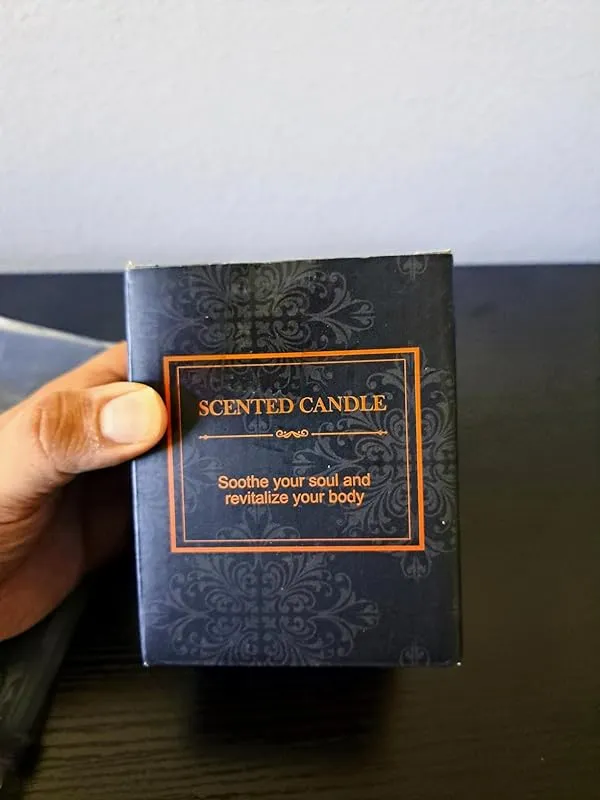 SCENTED CANDLE
Soothe your soul and
revitalize your body